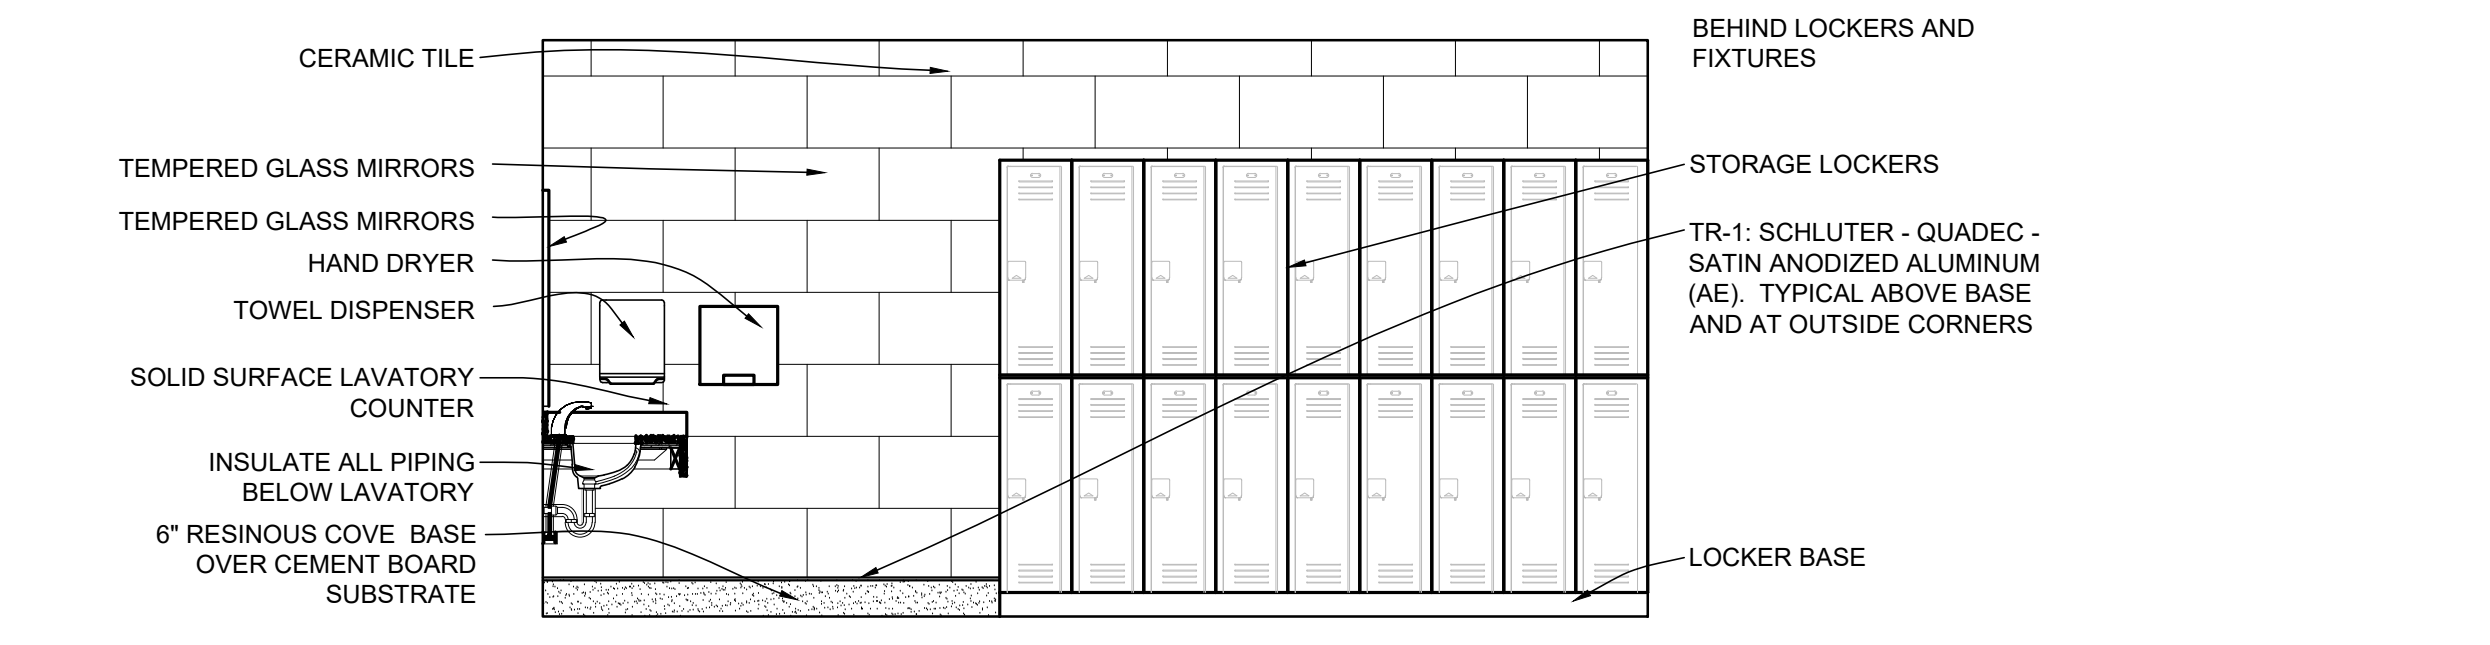 BEHIND LOCKERS AND
FIXTURES
CERAMIC TILE
TEMPERED GLASS MIRRORS
TEMPERED GLASS MIRRORS
HAND DRYER
TOWEL DISPENSER
SOLID SURFACE LAVATORY
COUNTER
INSULATE ALL PIPING
BELOW LAVATORY
6" RESINOUS COVE  BASE
OVER CEMENT BOARD
SUBSTRATE
STORAGE LOCKERS
TR-1: SCHLUTER - QUADEC -
SATIN ANODIZED ALUMINUM
(AE).  TYPICAL ABOVE BASE
AND AT OUTSIDE CORNERS
LOCKER BASE